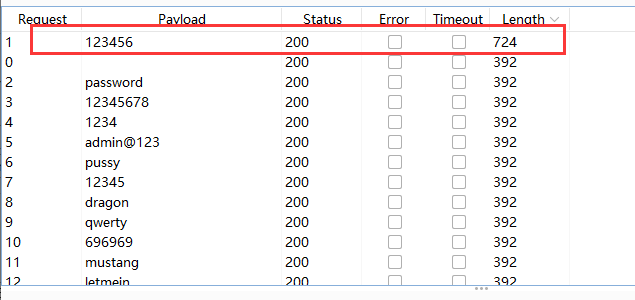 Request Payload Status Error Timeout Length
1 123456 200 724
0 200 392
2 password 200 392
3 12345678 200 392
4 1234 200 392
5 admin@123 200 392
6 pussy 200 392
7 12345 200 392
8 dragon 200 392
9 qwerty 200 392
10 696969 200 392
11 mustang 200 392
12 letmein 200 392